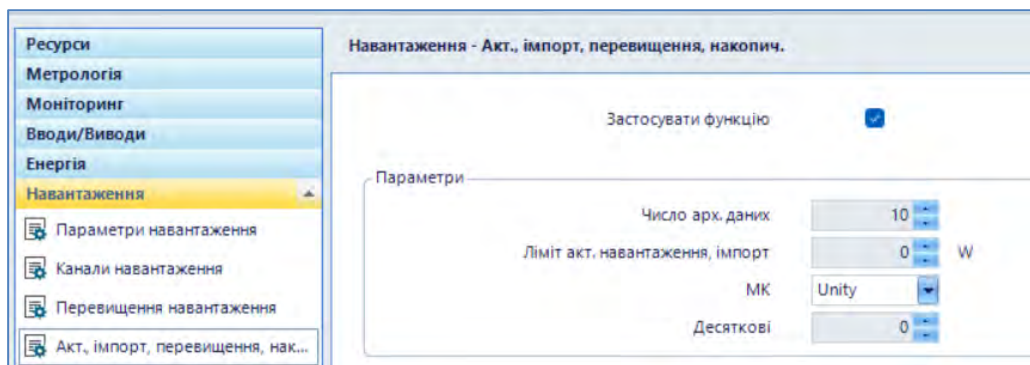 Ресурси
Метрологія
Моніторинг
Вводи/Виводи
Енергія
Навантаження
Параметри навантаження
Канали навантаження
Перевищення навантаження
Акт., імпорт, перевищення, нак...
Навантаження - Акт., імпорт, перевищення, накопич.
Застосувати функцію
Параметри
Число арх. даних 10
Ліміт акт. навантаження, імпорт 0 W
МК Unity
Десяткові 0